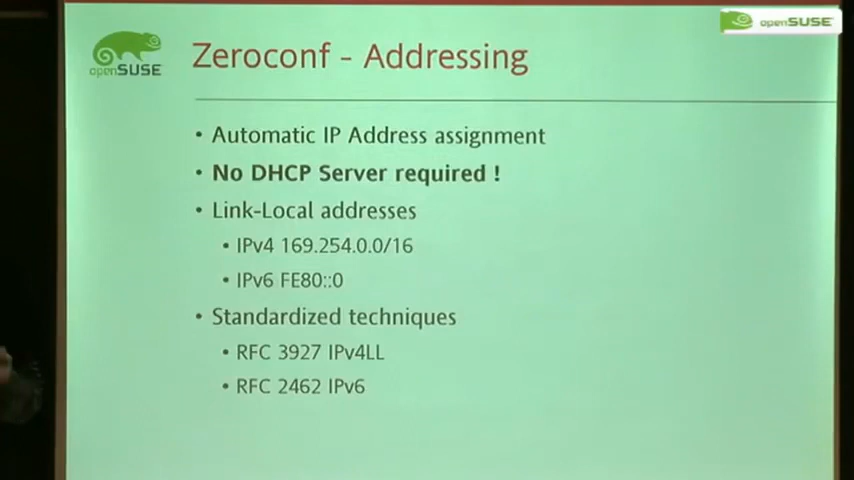 openSUSE
openSUSE
Zeroconf - Addressing
• Automatic IP Address assignment
• No DHCP Server required !
• Link-Local addresses
• IPv4 169.254.0.0/16
• IPv6 FE80::0
• Standardized techniques
• RFC 3927 IPv4LL
• RFC 2462 IPv6